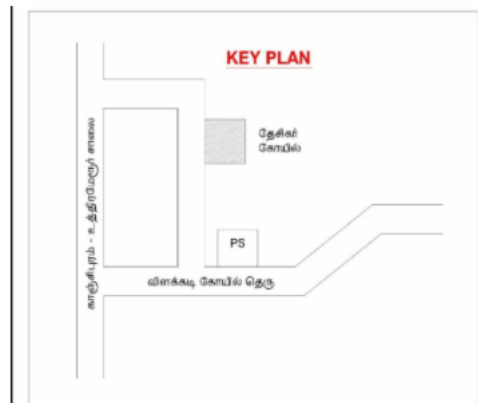 KEY PLAN
தேசிகர்
கோயில்
காஞ்சிபுரம் - உத்திரமேரூர் சாலை
PS
விளக்கடி கோயில் தெரு